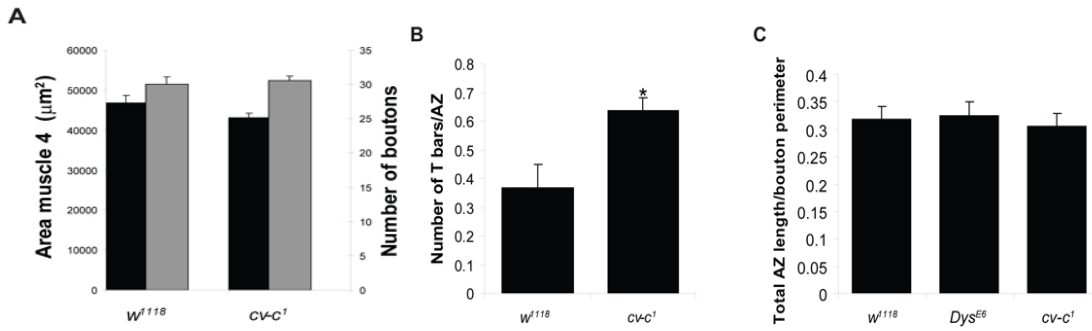 A
Area muscle 4 (μm²)
60000
50000
40000
30000
20000
10000
0
35
30
25
20
15
10
5
0
Number of boutons
w¹¹¹⁸
cv-c¹
B
Number of T bars/AZ
0.8
0.7
0.6
0.5
0.4
0.3
0.2
0.1
0
*
w¹¹¹⁸
cv-c¹
C
Total AZ length/bouton perimeter
0.4
0.35
0.3
0.25
0.2
0.15
0.1
0.05
0
w¹¹¹⁸
Dysᴱ⁶
cv-c¹